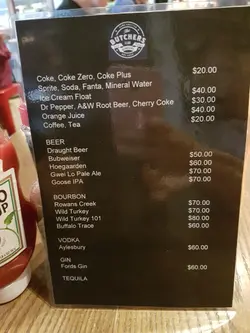 BUTCHERS
CLUB
Coke, Coke Zero, Coke Plus $20.00
Sprite, Soda, Fanta, Mineral Water
Ice Cream Float $40.00
Dr Pepper, A&W Root Beer, Cherry Coke $30.00
Orange Juice $40.00
Coffee, Tea $20.00
BEER
Draught Beer $50.00
Bubweiser $60.00
Hoegaarden $70.00
Gwei Lo Pale Ale $70.00
Goose IPA
BOURBON
Rowans Creek $70.00
Wild Turkey $70.00
Wild Turkey 101 $80.00
Buffalo Trace $60.00
VODKA
Aylesbury $60.00
GIN
Fords Gin $60.00
TEQUILA